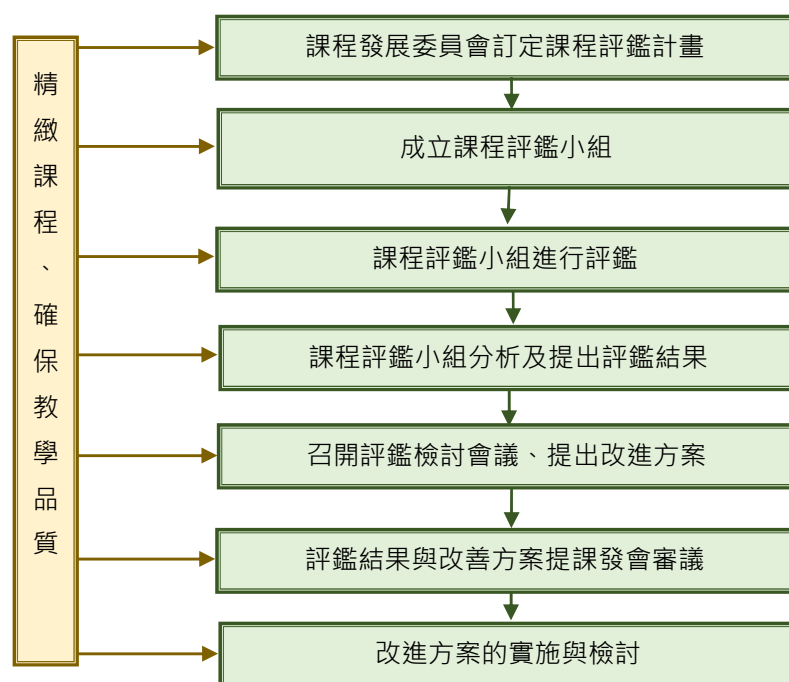 精緻課程、確保教學品質
課程發展委員會訂定課程評鑑計畫
成立課程評鑑小組
課程評鑑小組進行評鑑
課程評鑑小組分析及提出評鑑結果
召開評鑑檢討會議、提出改進方案
評鑑結果與改善方案提課發會審議
改進方案的實施與檢討